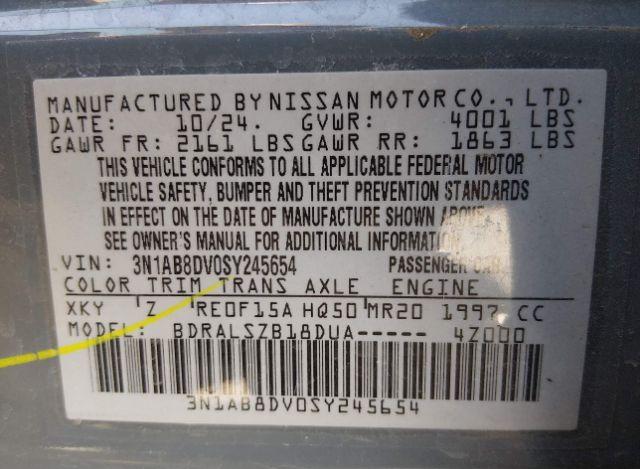 MANUFACTURED BY NISSAN MOTOR CO., LTD.
DATE: 10/24. GVWR: 4001 LBS
GAWR FR: 2161 LBS GAWR RR: 1863 LBS
THIS VEHICLE CONFORMS TO ALL APPLICABLE FEDERAL MOTOR
VEHICLE SAFETY, BUMPER AND THEFT PREVENTION STANDARDS
IN EFFECT ON THE DATE OF MANUFACTURE SHOWN ABOVE.
SEE OWNER'S MANUAL FOR ADDITIONAL INFORMATION
VIN: 3N1AB8DV0SY245654 PASSENGER CAR
COLOR TRIM TRANS AXLE ENGINE
XKY Z RE0F15A HQ50 MR20 1997 CC
MODEL: BDRALSZB18DUA----- 4Z000
3N1AB8DV0SY245654